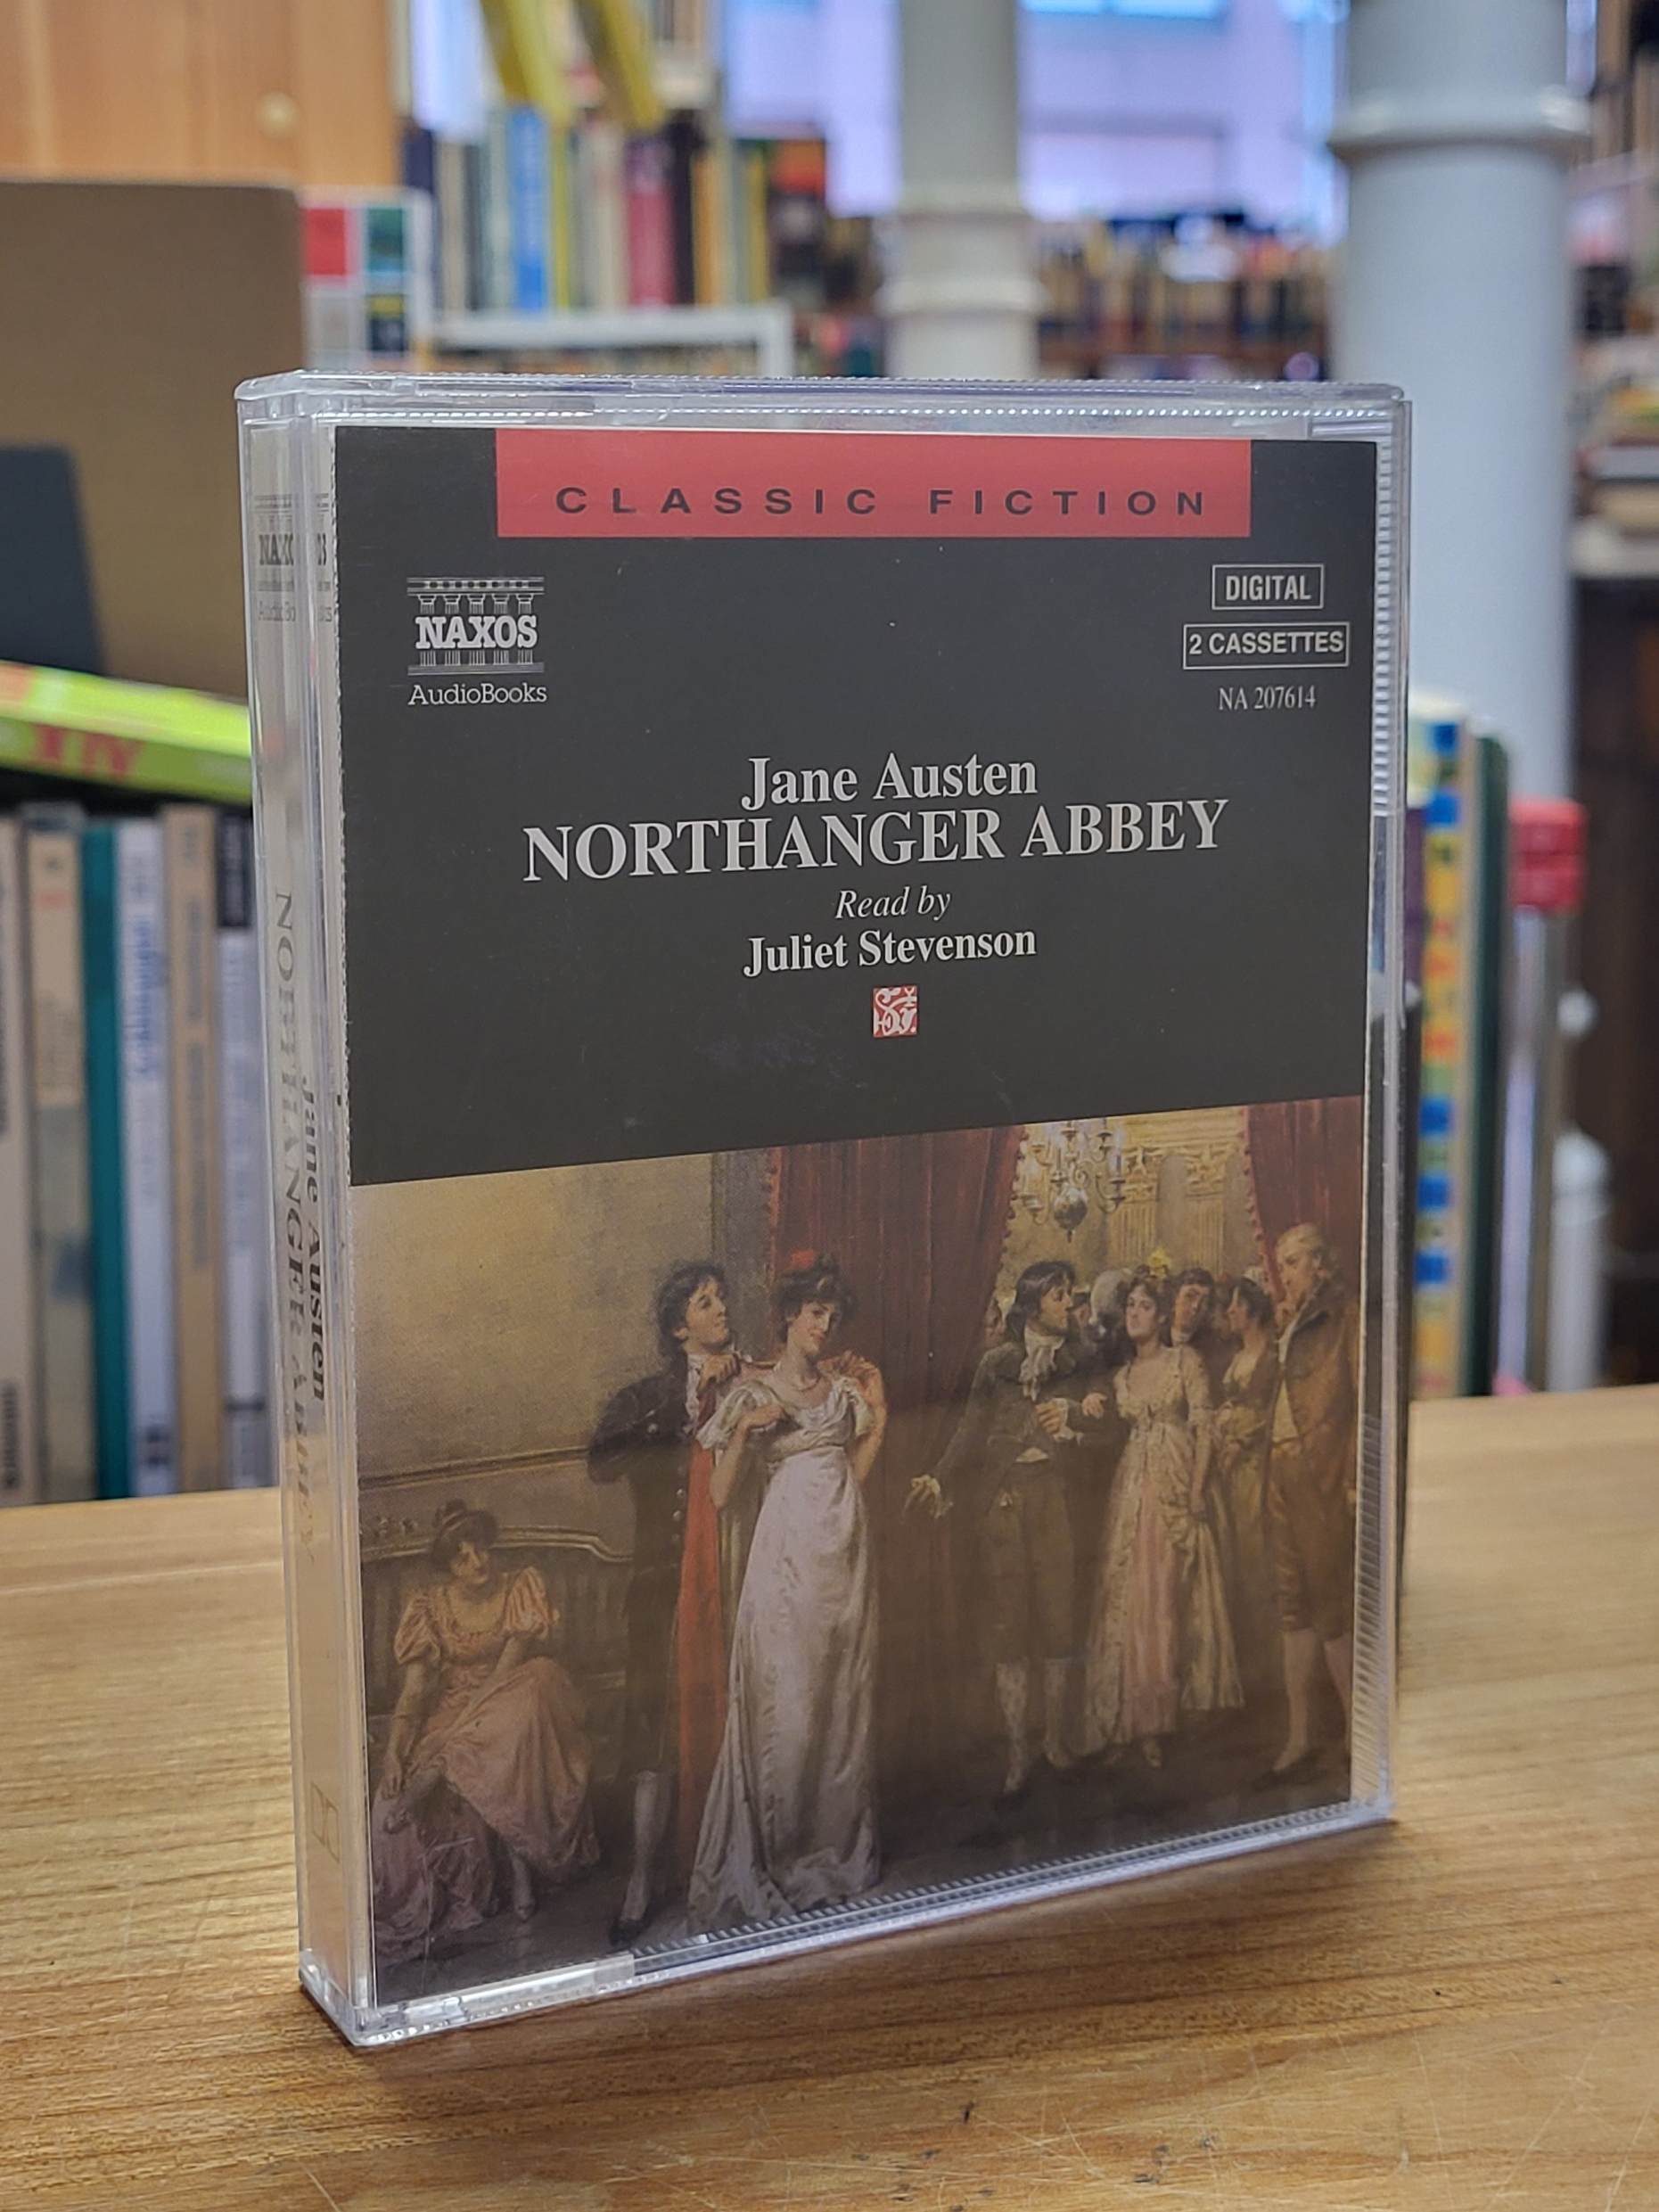 CLASSIC FICTION
NAXOS
AudioBooks
DIGITAL
2 CASSETTES
NA 207614
Jane Austen
NORTHANGER ABBEY
Read by
Juliet Stevenson
Jane Austen
NORTHANGER ABBEY